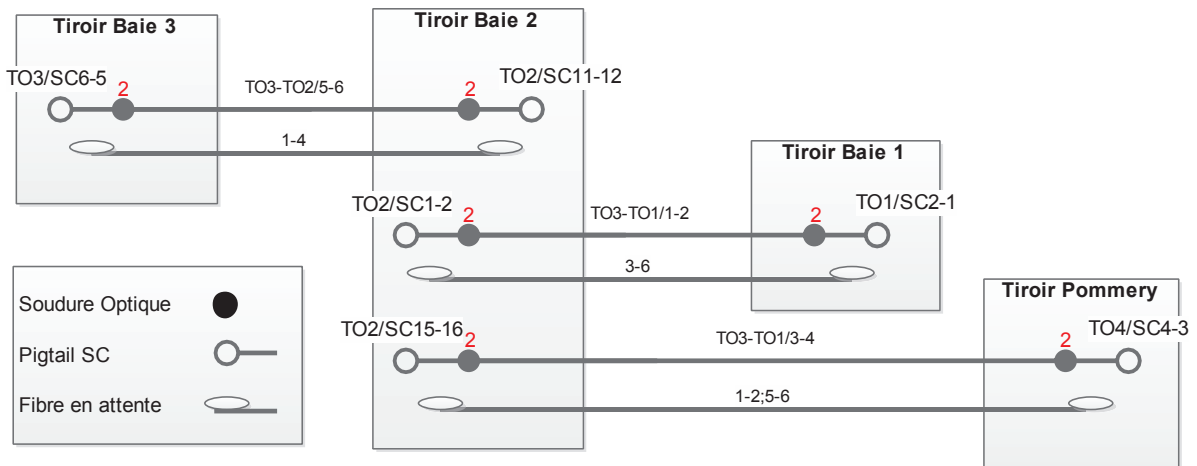 Tiroir Baie 3
Tiroir Baie 2
TO3/SC6-5
2
TO3-TO2/5-6
2
TO2/SC11-12
1-4
Tiroir Baie 1
TO2/SC1-2
2
TO3-TO1/1-2
2
TO1/SC2-1
3-6
Soudure Optique
Pigtail SC
Fibre en attente
Tiroir Pommery
TO2/SC15-16
2
TO3-TO1/3-4
2
TO4/SC4-3
1-2;5-6